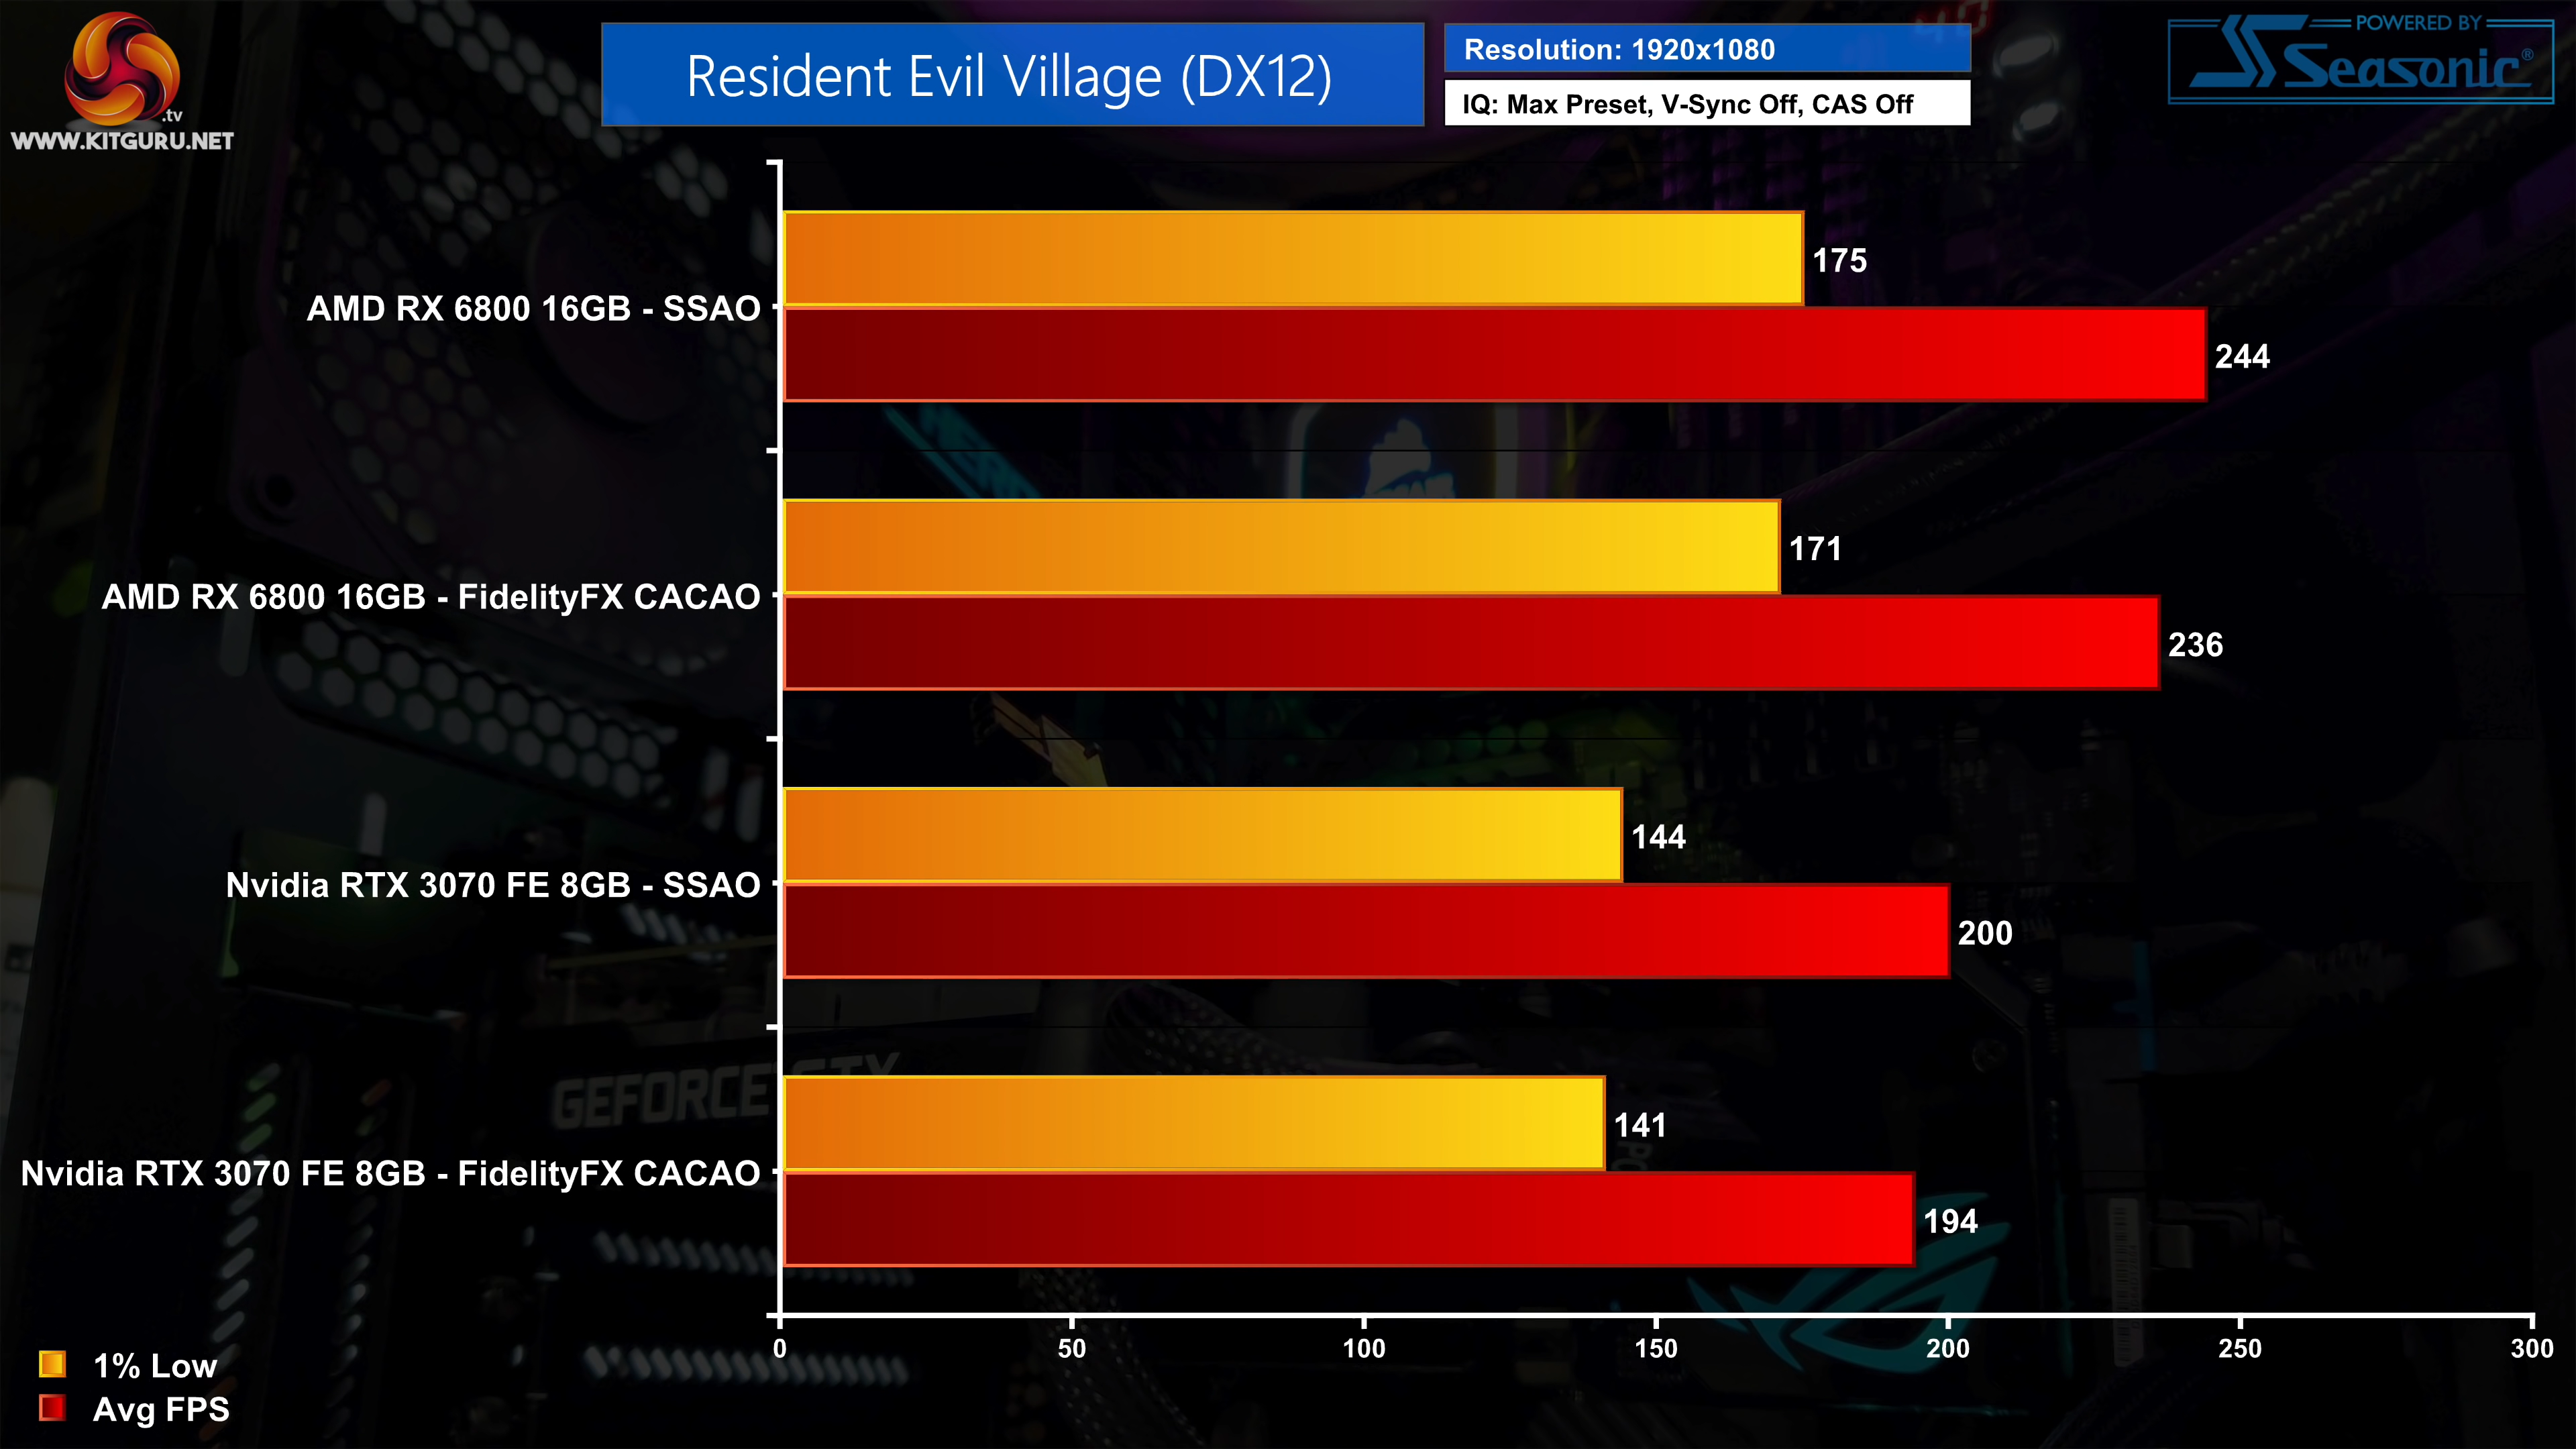 .tv
WWW.KITGURU.NET
Resident Evil Village (DX12)
Resolution: 1920x1080
IQ: Max Preset, V-Sync Off, CAS Off
POWERED BY
Seasonic®
AMD RX 6800 16GB - SSAO
175
244
AMD RX 6800 16GB - FidelityFX CACAO
171
236
Nvidia RTX 3070 FE 8GB - SSAO
144
200
GEFORCE GTX
Nvidia RTX 3070 FE 8GB - FidelityFX CACAO
141
194
0
50
100
150
200
250
300
1% Low
Avg FPS